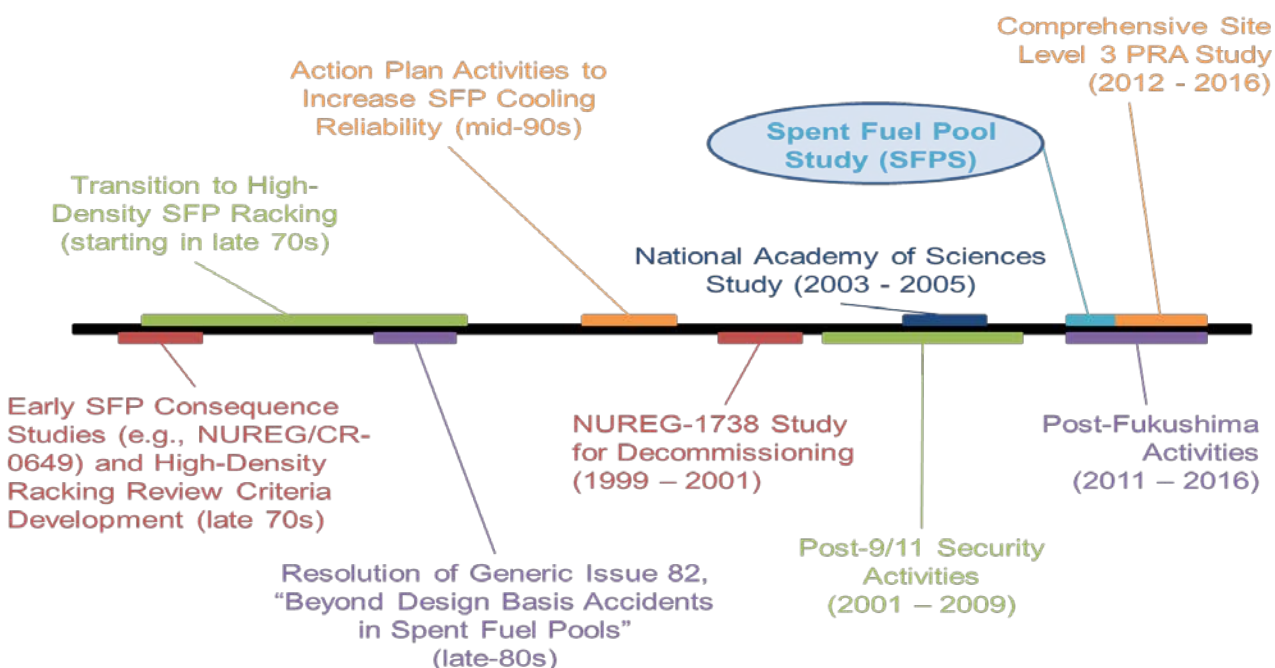 Comprehensive Site
Level 3 PRA Study
(2012 - 2016)
Action Plan Activities to
Increase SFP Cooling
Reliability (mid-90s)
Spent Fuel Pool
Study (SFPS)
Transition to High-
Density SFP Racking
(starting in late 70s)
National Academy of Sciences
Study (2003 - 2005)
Early SFP Consequence
Studies (e.g., NUREG/CR-
0649) and High-Density
Racking Review Criteria
Development (late 70s)
NUREG-1738 Study
for Decommissioning
(1999 – 2001)
Post-Fukushima
Activities
(2011 – 2016)
Post-9/11 Security
Activities
(2001 – 2009)
Resolution of Generic Issue 82,
“Beyond Design Basis Accidents
in Spent Fuel Pools”
(late-80s)